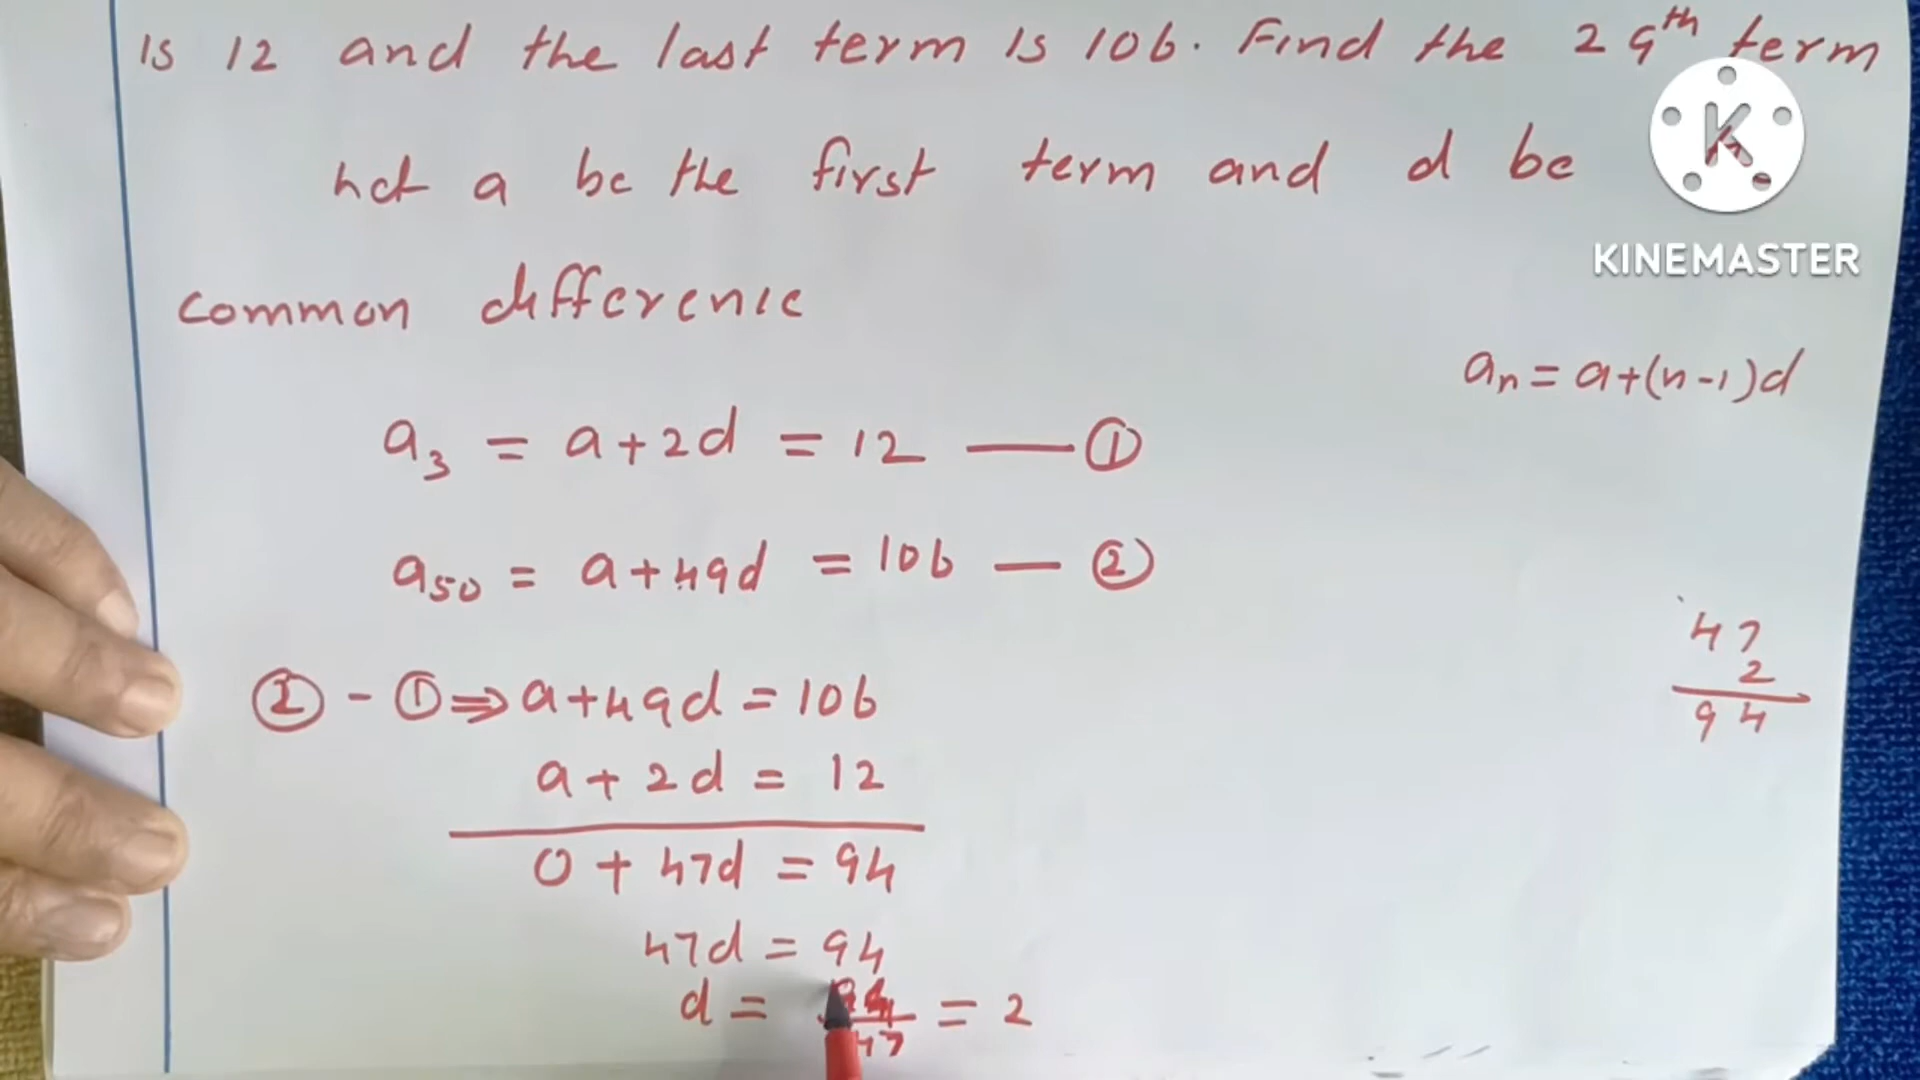 is 12 and the last term is 106. Find the 29th term
Let a be the first term and d be
KINEMASTER
common difference
an = a+(n-1)d
a3 = a+2d = 12 — ①
a50 = a+49d = 106 — ②
② - ① ⇒ a+49d = 106
a + 2d = 12
0 + 47d = 94
47d = 94
d = 94/47 = 2
47
2
94